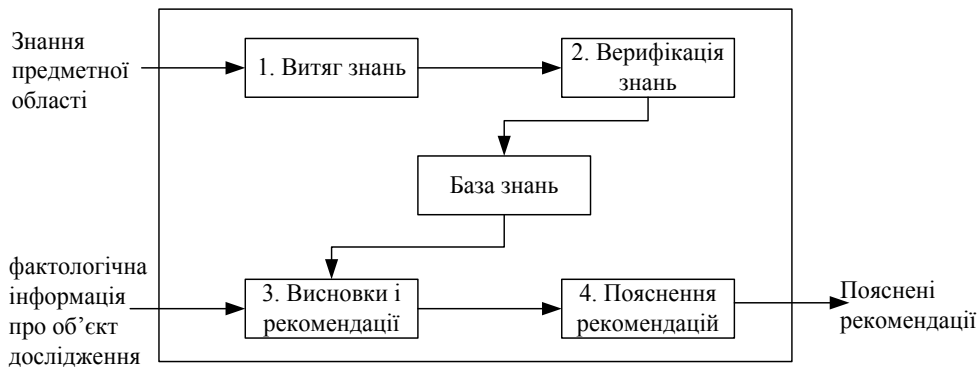 Знання
предметної
області
1. Витяг знань
2. Верифікація
знань
База знань
фактологічна
інформація
про об’єкт
дослідження
3. Висновки і
рекомендації
4. Пояснення
рекомендацій
Пояснені
рекомендації